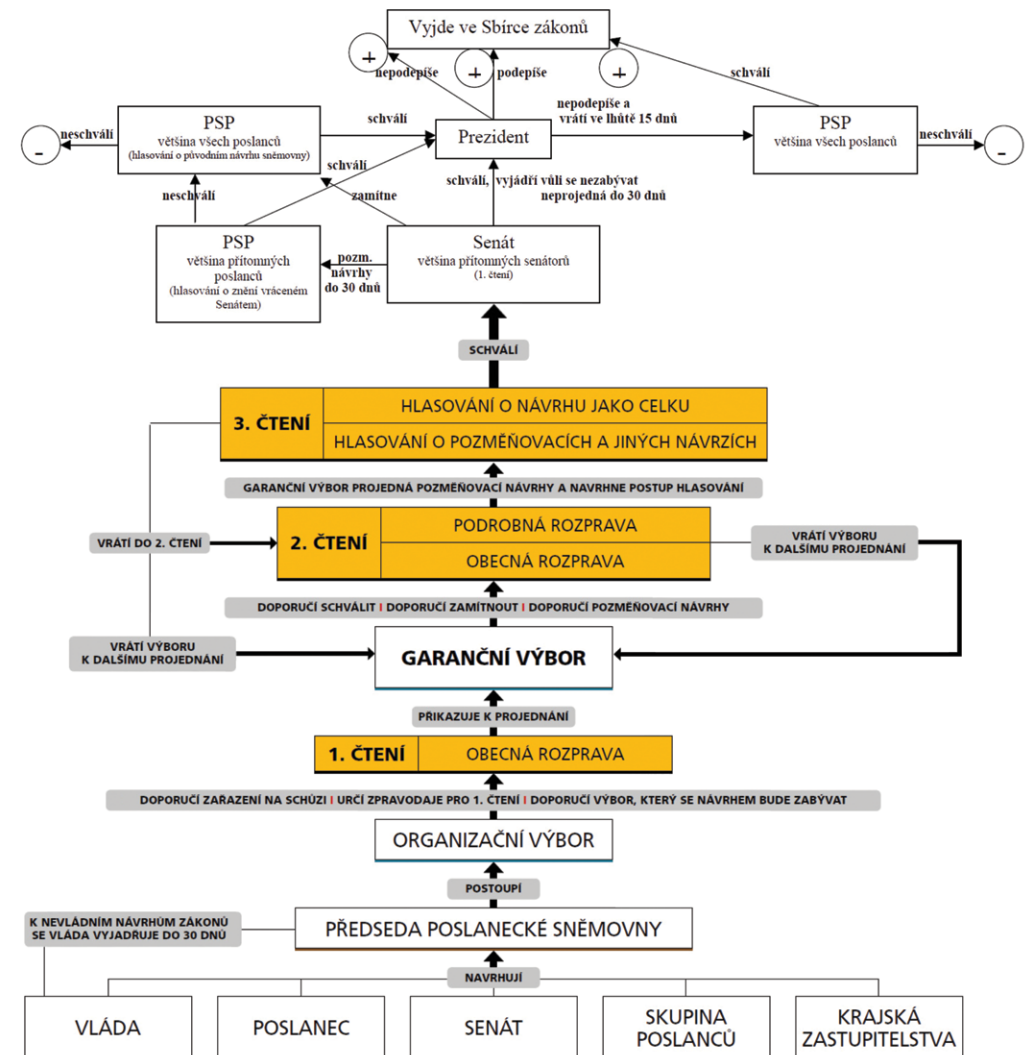 Vyjde ve Sbírce zákonů
+
+
+
nepodepíše
podepíše
schválí
PSP
většina všech poslanců
(hlasování o původním návrhu sněmovny)
neschválí
-
schválí
Prezident
nepodepíše a
vrátí ve lhůtě 15 dnů
PSP
většina všech poslanců
neschválí
-
schválí
neschválí
zamítne
schválí, vyjádří vůli se nezabývat
neprojedná do 30 dnů
PSP
většina přítomných
poslanců
(hlasování o znění vráceném
Senátem)
pozm.
návrhy
do 30 dnů
Senát
většina přítomných senátorů
(1. čtení)
SCHVÁLÍ
3. ČTENÍ
HLASOVÁNÍ O NÁVRHU JAKO CELKU
HLASOVÁNÍ O POZMĚŇOVACÍCH A JINÝCH NÁVRZÍCH
GARANČNÍ VÝBOR PROJEDNÁ POZMĚŇOVACÍ NÁVRHY A NAVRHNE POSTUP HLASOVÁNÍ
VRÁTÍ DO 2. ČTENÍ
2. ČTENÍ
PODROBNÁ ROZPRAVA
OBECNÁ ROZPRAVA
VRÁTÍ VÝBORU
K DALŠÍMU PROJEDNÁNÍ
DOPORUČÍ SCHVÁLIT | DOPORUČÍ ZAMÍTNOUT | DOPORUČÍ POZMĚŇOVACÍ NÁVRHY
VRÁTÍ VÝBORU
K DALŠÍMU PROJEDNÁNÍ
GARANČNÍ VÝBOR
PŘIKAZUJE K PROJEDNÁNÍ
1. ČTENÍ
OBECNÁ ROZPRAVA
DOPORUČÍ ZAŘAZENÍ NA SCHŮZI | URČÍ ZPRAVODAJE PRO 1. ČTENÍ | DOPORUČÍ VÝBOR, KTERÝ SE NÁVRHEM BUDE ZABÝVAT
ORGANIZAČNÍ VÝBOR
POSTOUPÍ
K NEVLÁDNÍM NÁVRHŮM ZÁKONŮ
SE VLÁDA VYJADŘUJE DO 30 DNŮ
PŘEDSEDA POSLANECKÉ SNĚMOVNY
NAVRHUJÍ
VLÁDA
POSLANEC
SENÁT
SKUPINA
POSLANCŮ
KRAJSKÁ
ZASTUPITELSTVA